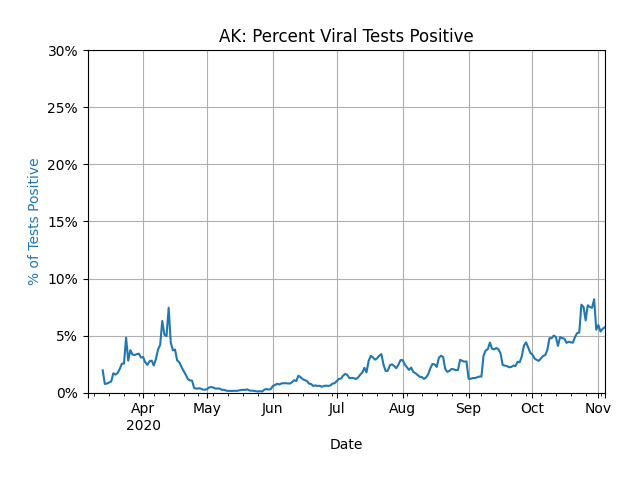 AK: Percent Viral Tests Positive
30%
25%
20%
15%
10%
5%
0%
% of Tests Positive
Apr May Jun Jul Aug Sep Oct Nov
2020
Date